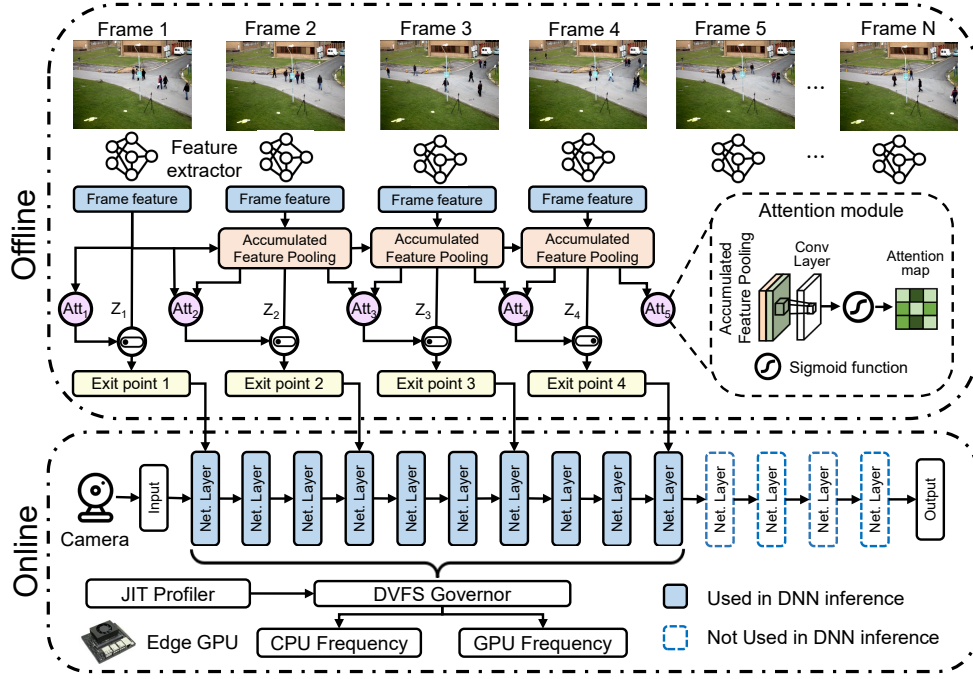 Frame 1
Frame 2
Frame 3
Frame 4
Frame 5
Frame N
...
Feature
extractor
...
Offline
Frame feature
Frame feature
Frame feature
Frame feature
Accumulated
Feature Pooling
Accumulated
Feature Pooling
Accumulated
Feature Pooling
Att1
Z1
Att2
Z2
Att3
Z3
Att4
Z4
Att5
Attention module
Accumulated
Feature Pooling
Conv
Layer
Attention
map
Sigmoid function
Exit point 1
Exit point 2
Exit point 3
Exit point 4
Online
Camera
Input
Net. Layer
Net. Layer
Net. Layer
Net. Layer
Net. Layer
Net. Layer
Net. Layer
Net. Layer
Net. Layer
Net. Layer
Net. Layer
Net. Layer
Net. Layer
Net. Layer
Output
JIT Profiler
DVFS Governor
Edge GPU
CPU Frequency
GPU Frequency
Used in DNN inference
Not Used in DNN inference